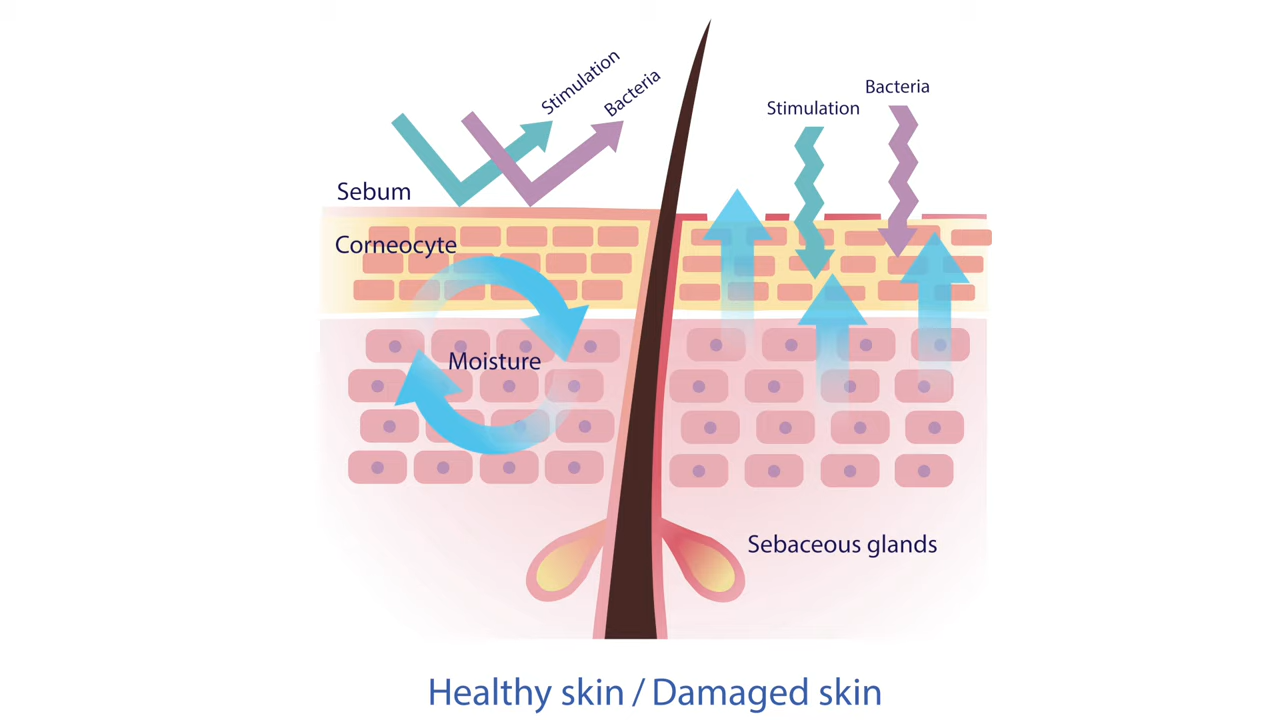 Stimulation
Bacteria
Stimulation
Bacteria
Sebum
Corneocyte
Moisture
Sebaceous glands
Healthy skin / Damaged skin